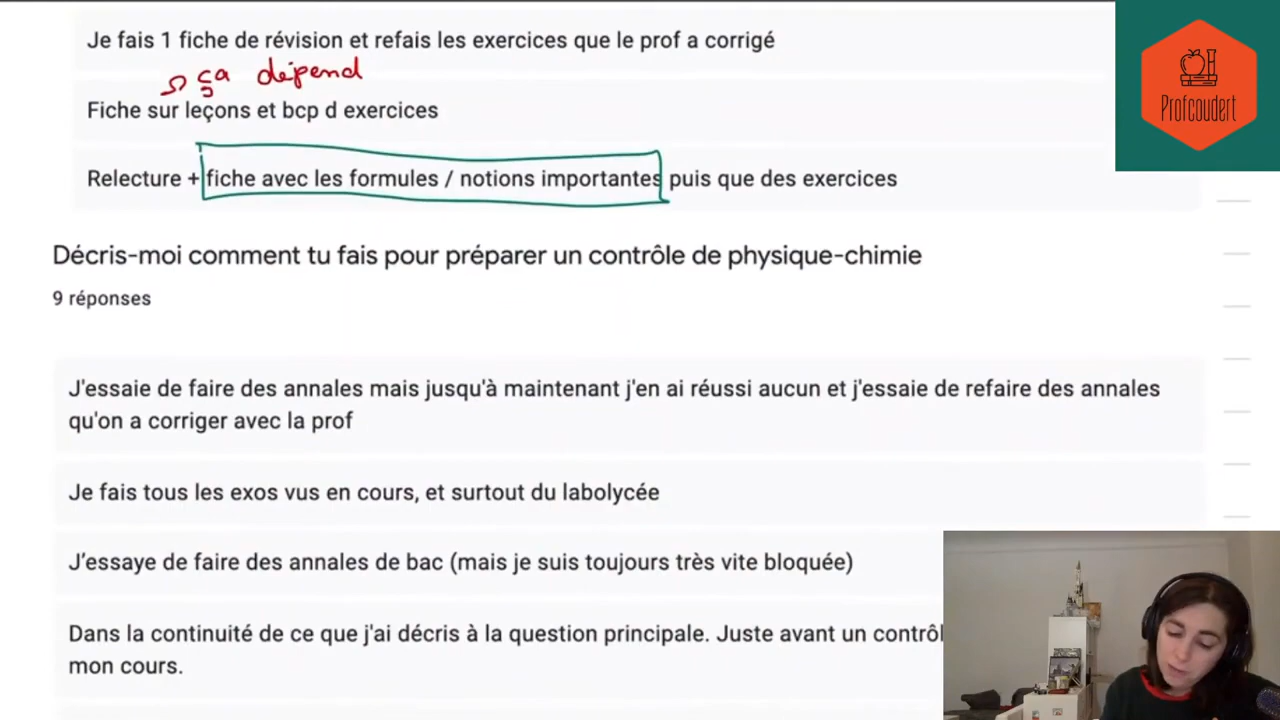 Je fais 1 fiche de révision et refais les exercices que le prof a corrigé
ça dépend
Fiche sur leçons et bcp d exercices
Relecture + fiche avec les formules / notions importantes puis que des exercices
Décris-moi comment tu fais pour préparer un contrôle de physique-chimie
9 réponses
J'essaie de faire des annales mais jusqu'à maintenant j'en ai réussi aucun et j'essaie de refaire des annales
qu'on a corriger avec la prof
Je fais tous les exos vus en cours, et surtout du labolycée
J'essaye de faire des annales de bac (mais je suis toujours très vite bloquée)
Dans la continuité de ce que j'ai décris à la question principale. Juste avant un contrôl
mon cours.
Profcoudert